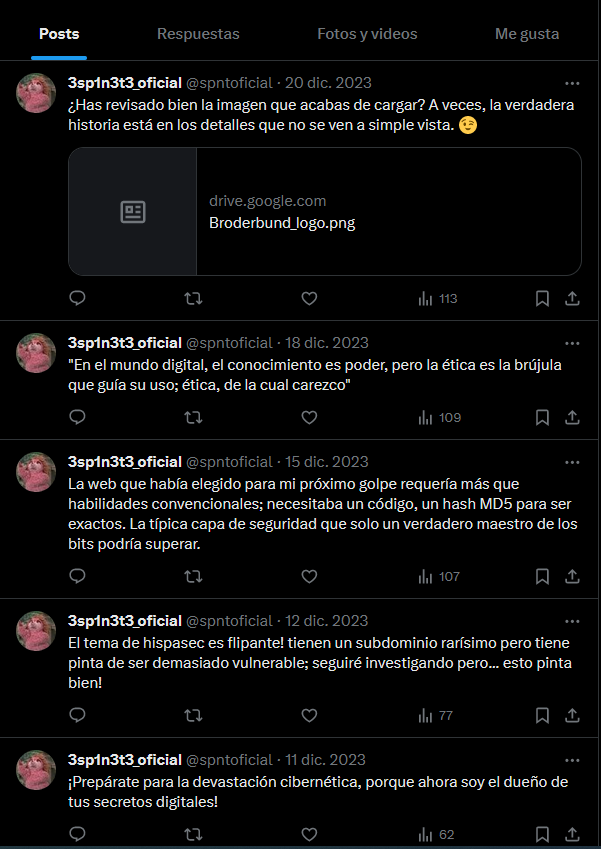 Posts
Respuestas
Fotos y videos
Me gusta
3sp1n3t3_oficial @spntoficial · 20 dic. 2023
¿Has revisado bien la imagen que acabas de cargar? A veces, la verdadera
historia está en los detalles que no se ven a simple vista. 😉
drive.google.com
Broderbund_logo.png
113
3sp1n3t3_oficial @spntoficial · 18 dic. 2023
"En el mundo digital, el conocimiento es poder, pero la ética es la brújula
que guía su uso; ética, de la cual carezco"
109
3sp1n3t3_oficial @spntoficial · 15 dic. 2023
La web que había elegido para mi próximo golpe requería más que
habilidades convencionales; necesitaba un código, un hash MD5 para ser
exactos. La típica capa de seguridad que solo un verdadero maestro de los
bits podría superar.
107
3sp1n3t3_oficial @spntoficial · 12 dic. 2023
El tema de hispasec es flipante! tienen un subdominio rarísimo pero tiene
pinta de ser demasiado vulnerable; seguiré investigando pero... esto pinta
bien!
77
3sp1n3t3_oficial @spntoficial · 11 dic. 2023
¡Prepárate para la devastación cibernética, porque ahora soy el dueño de
tus secretos digitales!
62